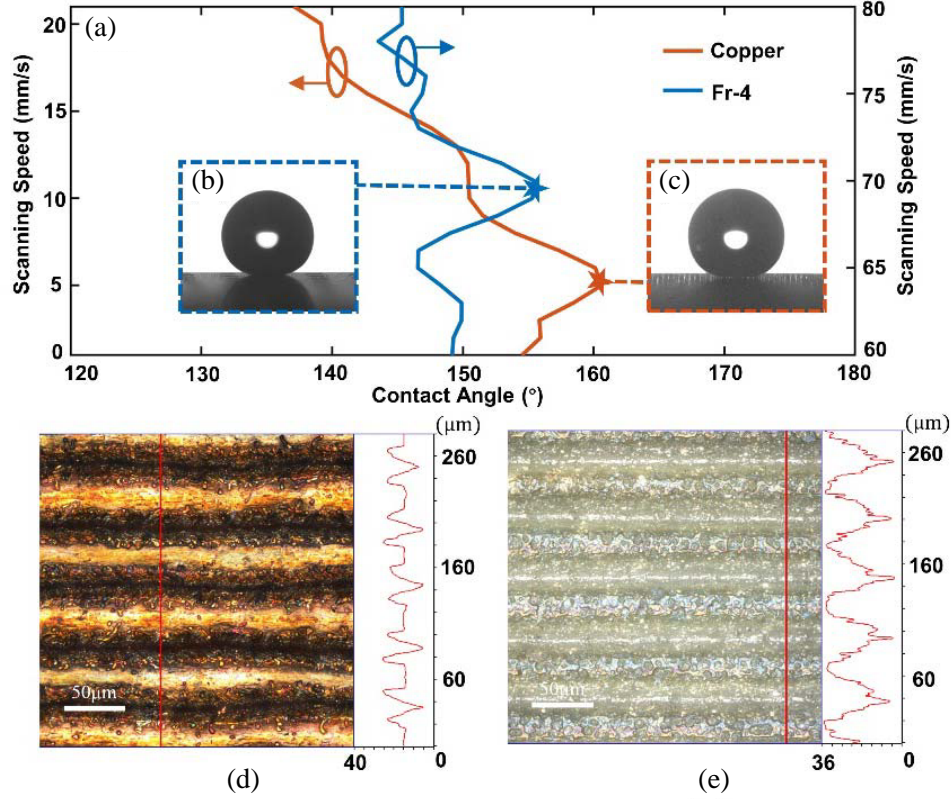 (a)
20
15
10
5
0
Scanning Speed (mm/s)
80
75
70
65
60
Scanning Speed (mm/s)
Copper
Fr-4
(b)
(c)
120
130
140
150
160
170
180
Contact Angle (°)
(μm)
260
160
60
40
0
50μm
(d)
(μm)
260
160
60
36
0
50μm
(e)